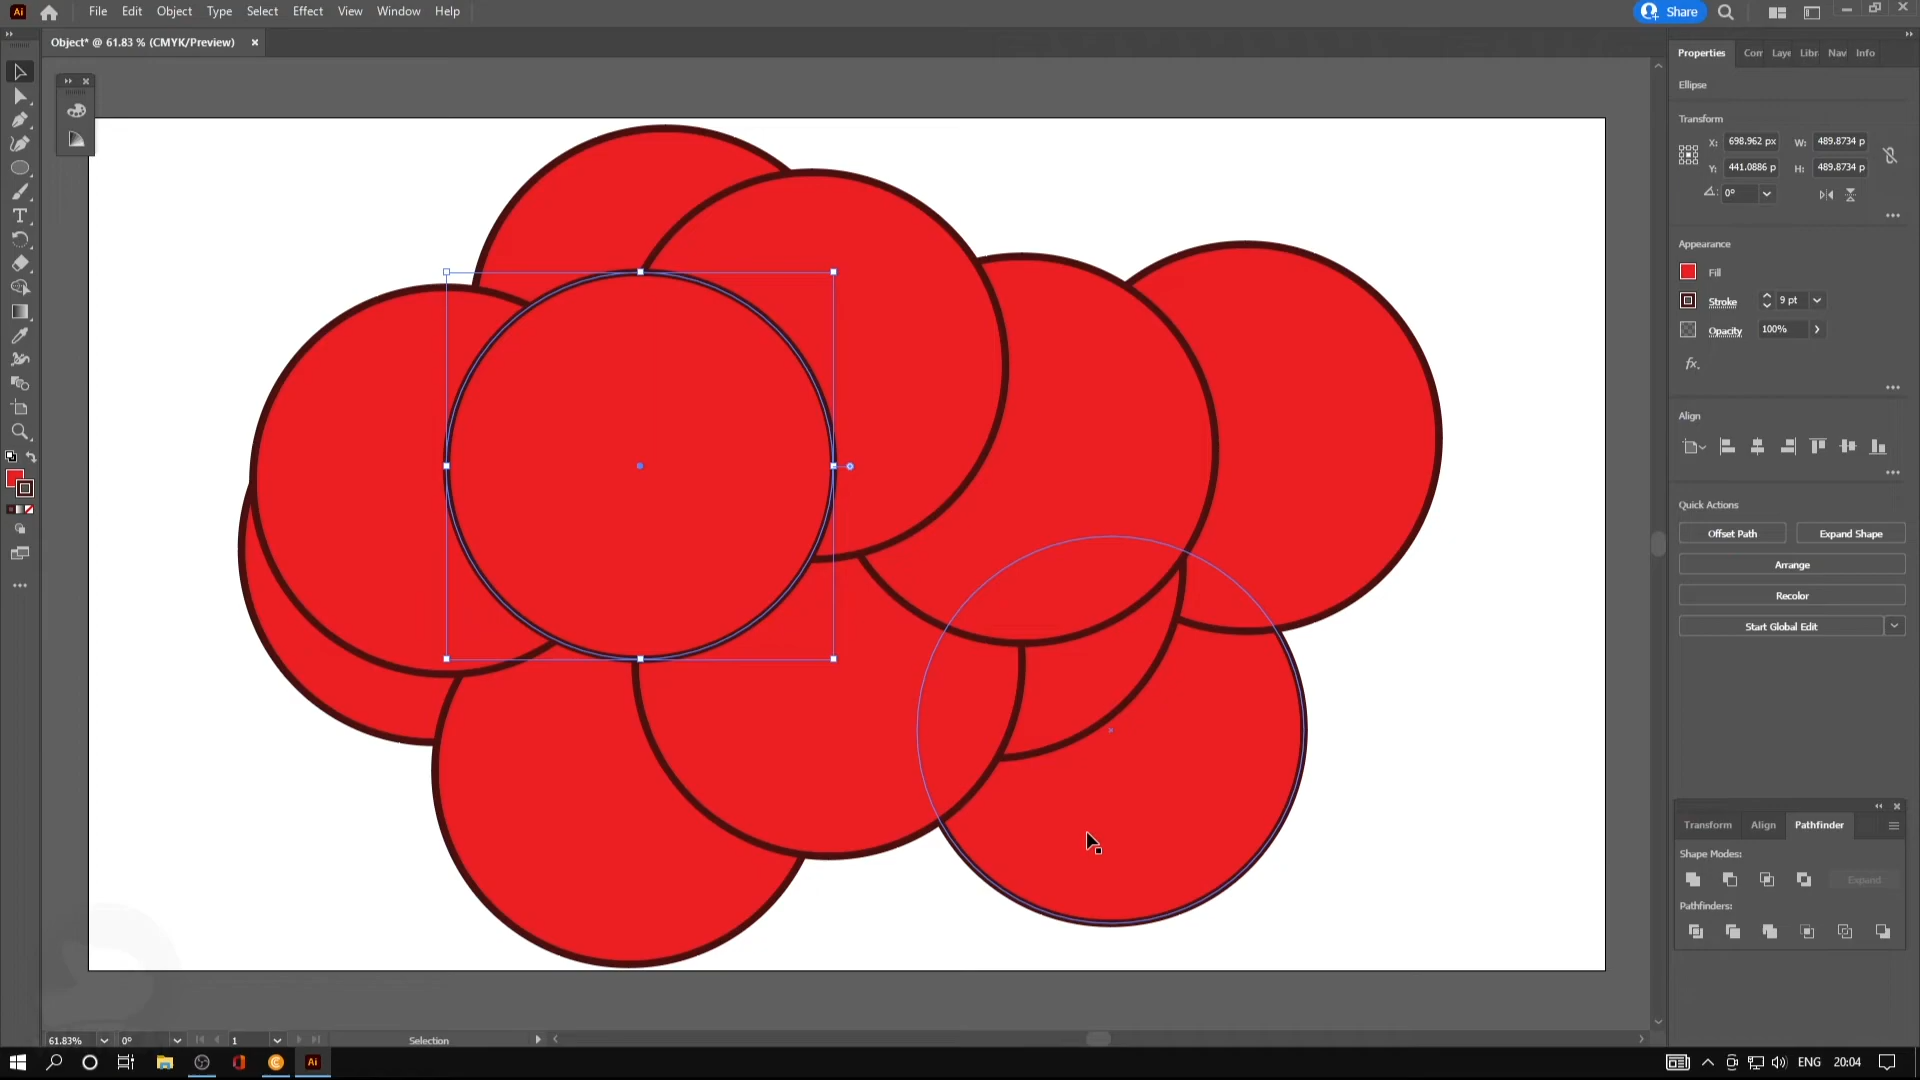 Ai File Edit Object Type Select Effect View Window Help Share
Object* @ 61.83 % (CMYK/Preview)
Properties Com Laye Libr Nav Info
Ellipse
Transform
X: 698.962 px W: 489.8734 p
Y: 441.0886 p H: 489.8734 p
0°
Appearance
Fill
Stroke 9 pt
Opacity 100%
fx.
Align
Quick Actions
Offset Path Expand Shape
Arrange
Recolor
Start Global Edit
Transform Align Pathfinder
Shape Modes:
Expand
Pathfinders:
61.83% 0° 1 Selection
Ai ENG 20:04